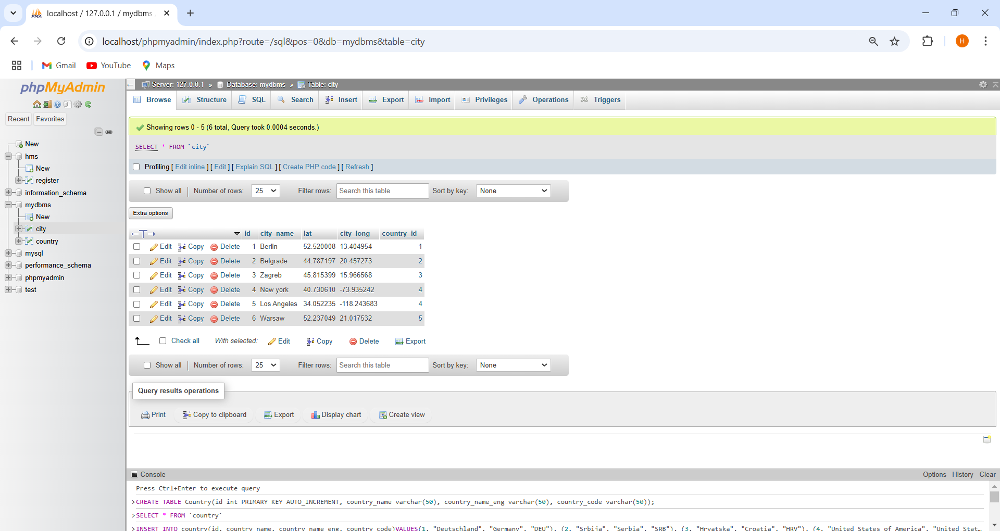 localhost / 127.0.0.1 / mydbms
localhost/phpmyadmin/index.php?route=/sql&pos=0&db=mydbms&table=city
H
Gmail YouTube Maps
phpMyAdmin
Recent Favorites
New
hms
New
register
information_schema
mydbms
New
city
country
mysql
performance_schema
phpmyadmin
test
Server: 127.0.0.1 » Database: mydbms » Table: city
Browse Structure SQL Search Insert Export Import Privileges Operations Triggers
Showing rows 0 - 5 (6 total, Query took 0.0004 seconds.)
SELECT * FROM `city`
Profiling [ Edit inline ] [ Edit ] [ Explain SQL ] [ Create PHP code ] [ Refresh ]
Show all Number of rows: 25 Filter rows: Search this table Sort by key: None
Extra options
id city_name lat city_long country_id
Edit Copy Delete 1 Berlin 52.520008 13.404954 1
Edit Copy Delete 2 Belgrade 44.787197 20.457273 2
Edit Copy Delete 3 Zagreb 45.815399 15.966568 3
Edit Copy Delete 4 New york 40.730610 -73.935242 4
Edit Copy Delete 5 Los Angeles 34.052235 -118.243683 4
Edit Copy Delete 6 Warsaw 52.237049 21.017532 5
Check all With selected: Edit Copy Delete Export
Show all Number of rows: 25 Filter rows: Search this table Sort by key: None
Query results operations
Print Copy to clipboard Export Display chart Create view
Console Options History Clear
Press Ctrl+Enter to execute query
>CREATE TABLE Country(id int PRIMARY KEY AUTO_INCREMENT, country_name varchar(50), country_name_eng varchar(50), country_code varchar(50));
>SELECT * FROM `country`
>INSERT INTO country(id, country_name, country_name_eng, country_code)VALUES(1, "Deutschland", "Germany", "DEU"), (2, "Srbija", "Serbia", "SRB"), (3, "Hrvatska", "Croatia", "HRV"), (4, "United States of America", "United Stat…